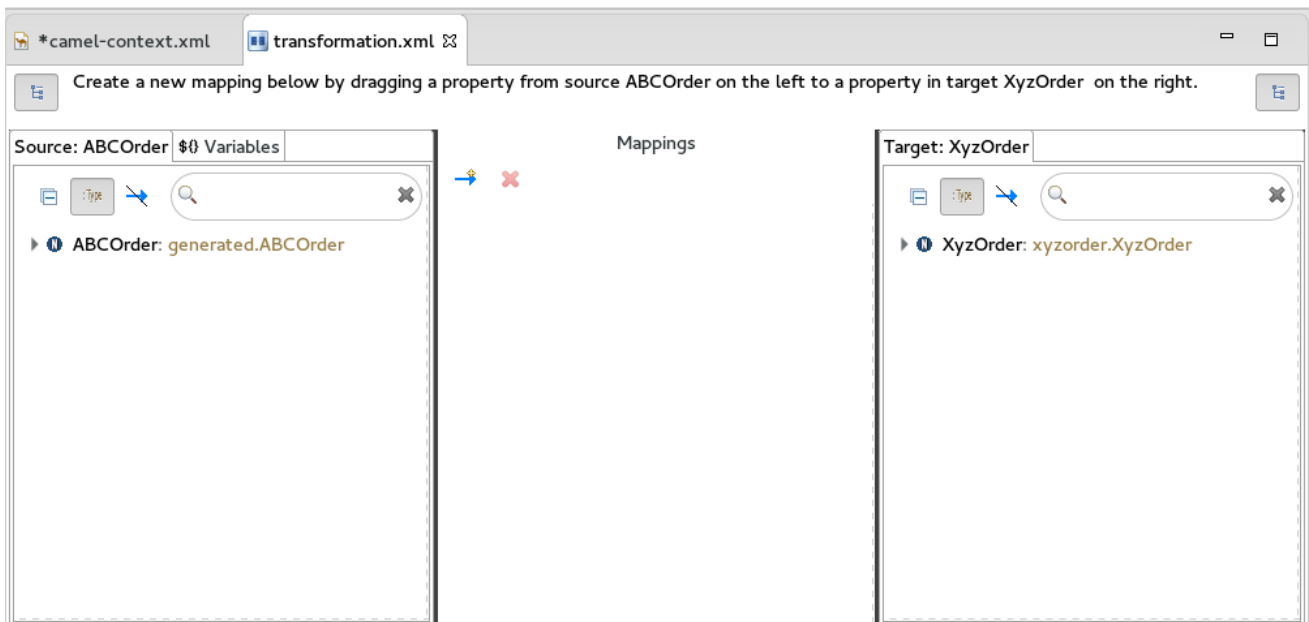 *camel-context.xml transformation.xml
Create a new mapping below by dragging a property from source ABCOrder on the left to a property in target XyzOrder on the right.
Source: ABCOrder ${} Variables Mappings Target: XyzOrder
: Type : Type
ABCOrder: generated.ABCOrder XyzOrder: xyzorder.XyzOrder